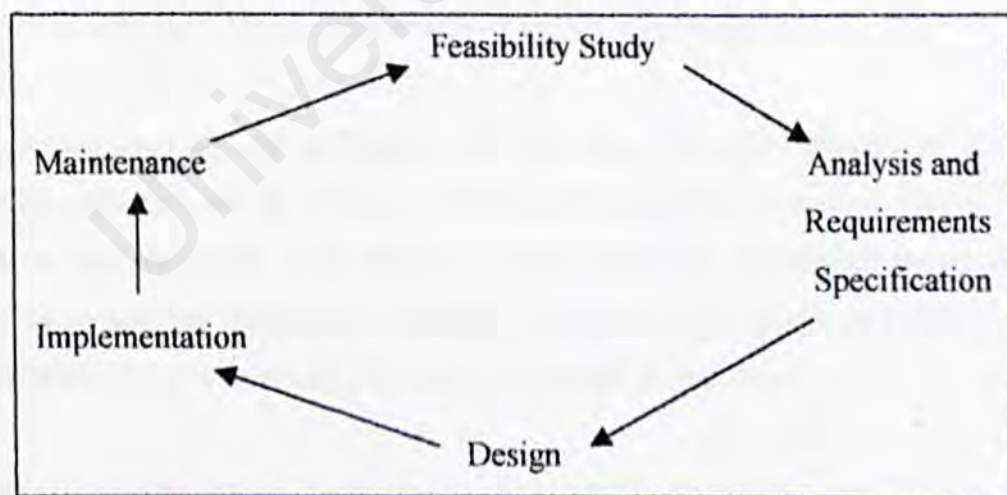 Feasibility Study
Analysis and
Requirements
Specification
Design
Implementation
Maintenance